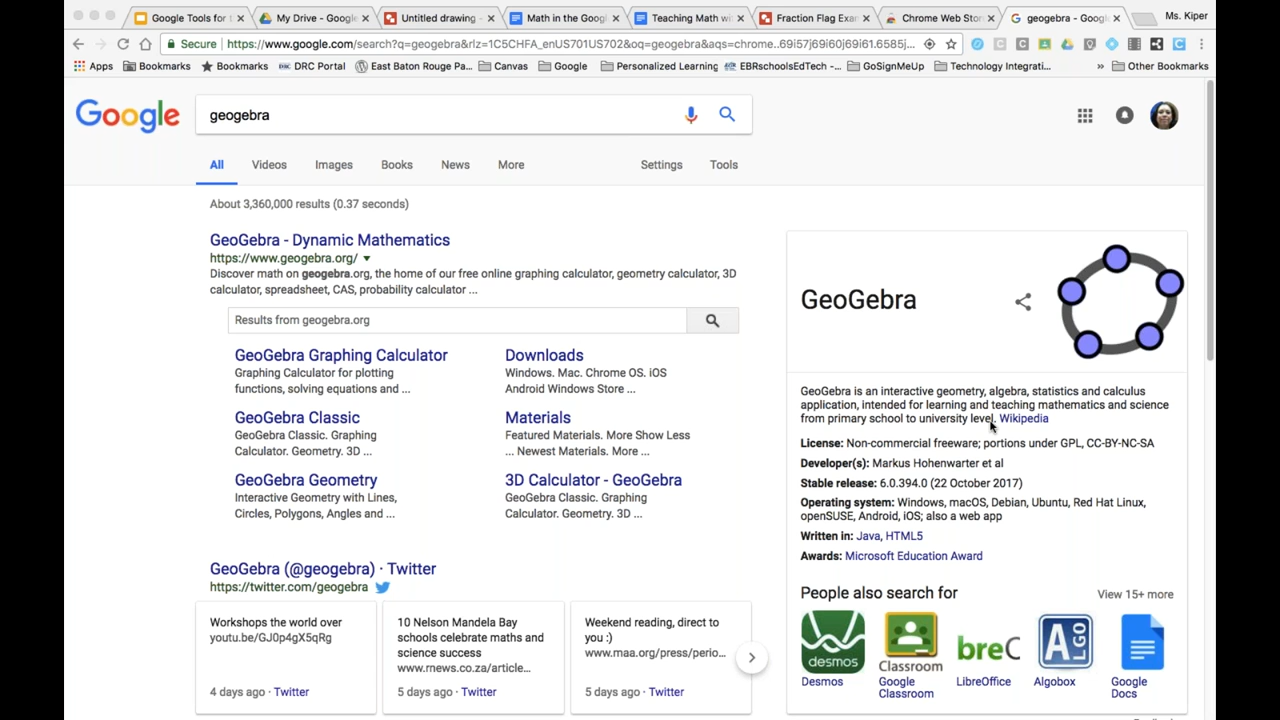 Google Tools for t
My Drive - Google
Untitled drawing -
Math in the Googl
Teaching Math wi
Fraction Flag Exam
Chrome Web Stor
geogebra - Googl
Ms. Kiper
Secure
https://www.google.com/search?q=geogebra&rlz=1C5CHFA_enUS701US702&oq=geogebra&aqs=chrome..69i57j69i60j69i61.6585j...
Apps
Bookmarks
Bookmarks
DRC Portal
East Baton Rouge Pa...
Canvas
Google
Personalized Learning
EBRschoolsEdTech -...
GoSignMeUp
Technology Integrati...
»
Other Bookmarks
Google
geogebra
All
Videos
Images
Books
News
More
Settings
Tools
About 3,360,000 results (0.37 seconds)
GeoGebra - Dynamic Mathematics
https://www.geogebra.org/
Discover math on geogebra.org, the home of our free online graphing calculator, geometry calculator, 3D
calculator, spreadsheet, CAS, probability calculator ...
Results from geogebra.org
GeoGebra Graphing Calculator
Graphing Calculator for plotting
functions, solving equations and ...
Downloads
Windows. Mac. Chrome OS. iOS
Android Windows Store ...
GeoGebra Classic
GeoGebra Classic. Graphing
Calculator. Geometry. 3D ...
Materials
Featured Materials. More Show Less
... Newest Materials. More ...
GeoGebra Geometry
Interactive Geometry with Lines,
Circles, Polygons, Angles and ...
3D Calculator - GeoGebra
GeoGebra Classic. Graphing
Calculator. Geometry. 3D ...
GeoGebra (@geogebra) · Twitter
https://twitter.com/geogebra
Workshops the world over
youtu.be/GJ0p4gX5qRg
4 days ago · Twitter
10 Nelson Mandela Bay
schools celebrate maths and
science success
www.rnews.co.za/article...
5 days ago · Twitter
Weekend reading, direct to
you :)
www.maa.org/press/perio...
5 days ago · Twitter
GeoGebra
GeoGebra is an interactive geometry, algebra, statistics and calculus
application, intended for learning and teaching mathematics and science
from primary school to university level. Wikipedia
License: Non-commercial freeware; portions under GPL, CC-BY-NC-SA
Developer(s): Markus Hohenwarter et al
Stable release: 6.0.394.0 (22 October 2017)
Operating system: Windows, macOS, Debian, Ubuntu, Red Hat Linux,
openSUSE, Android, iOS; also a web app
Written in: Java, HTML5
Awards: Microsoft Education Award
People also search for
View 15+ more
desmos
Desmos
Classroom
Google
Classroom
breC
LibreOffice
ALGO
Algobox
Google
Docs